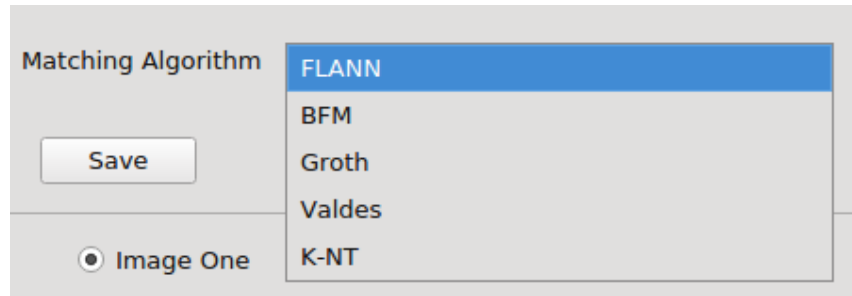 Matching Algorithm
FLANN
BFM
Save
Groth
Valdes
Image One
K-NT